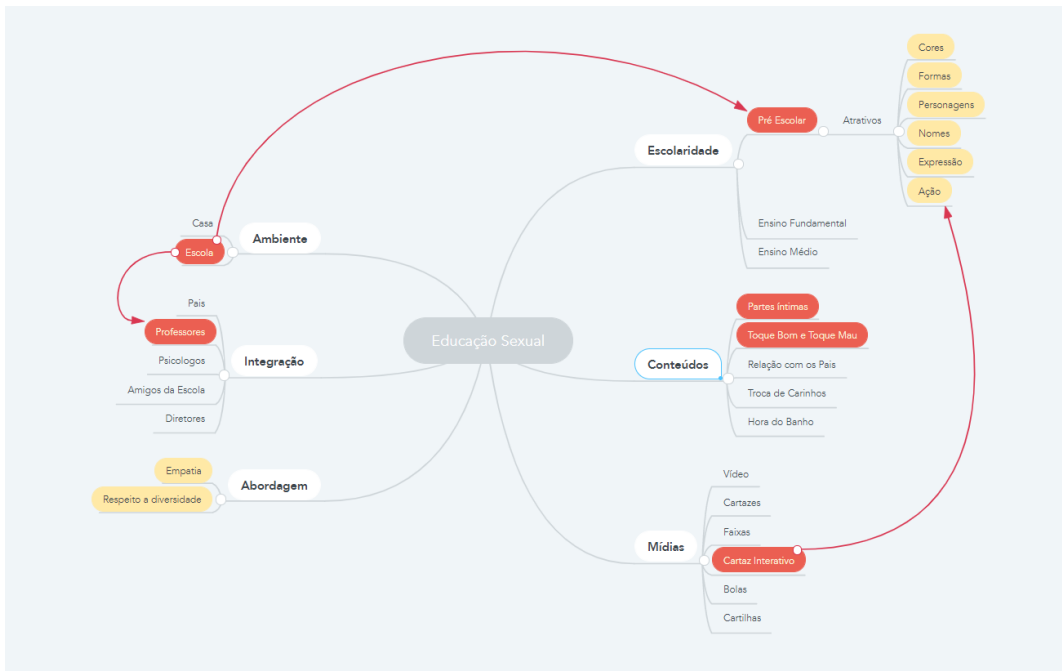 Educação Sexual
Ambiente
Casa
Escola
Integração
Pais
Professores
Psicologos
Amigos da Escola
Diretores
Abordagem
Empatia
Respeito a diversidade
Escolaridade
Pré Escolar
Atrativos
Cores
Formas
Personagens
Nomes
Expressão
Ação
Ensino Fundamental
Ensino Médio
Conteúdos
Partes Íntimas
Toque Bom e Toque Mau
Relação com os Pais
Troca de Carinhos
Hora do Banho
Mídias
Vídeo
Cartazes
Faixas
Cartaz Interativo
Bolas
Cartilhas